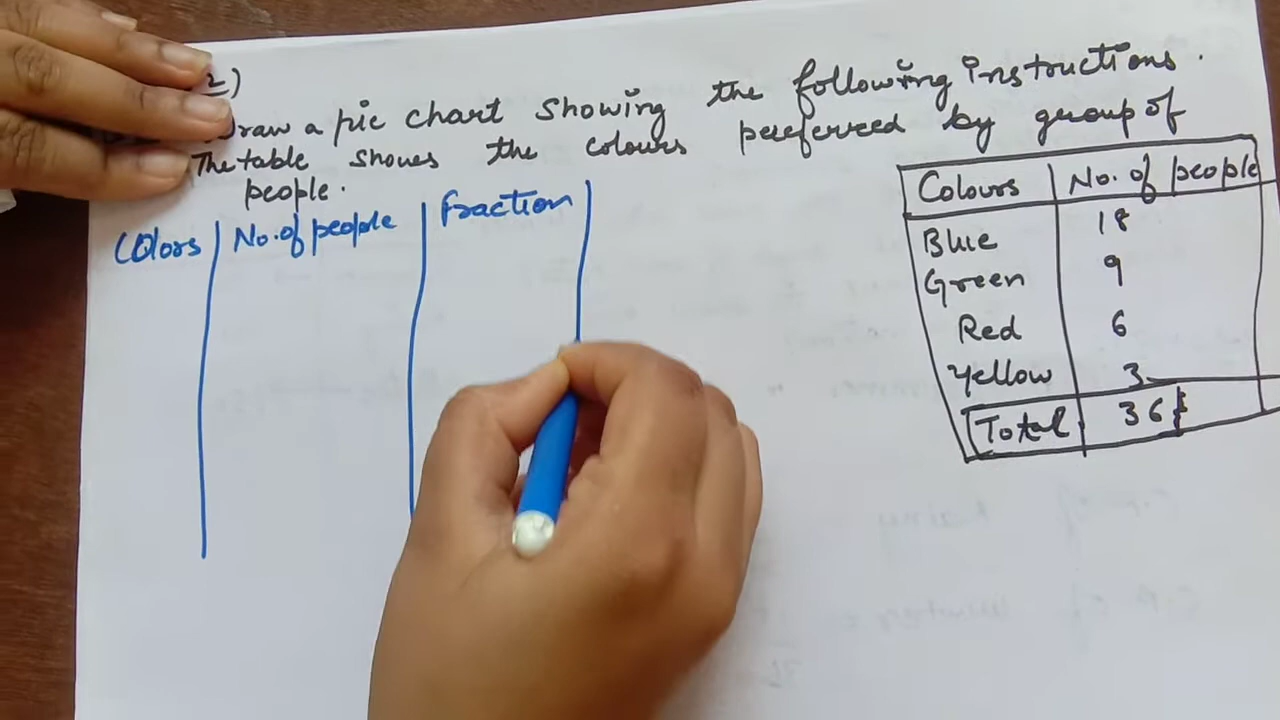 2)
Draw a pie chart showing the following instructions.
The table shows the colours preferred by group of
people.
Colors No. of people Fraction
Colours No. of people
Blue 18
Green 9
Red 6
Yellow 3
Total 36